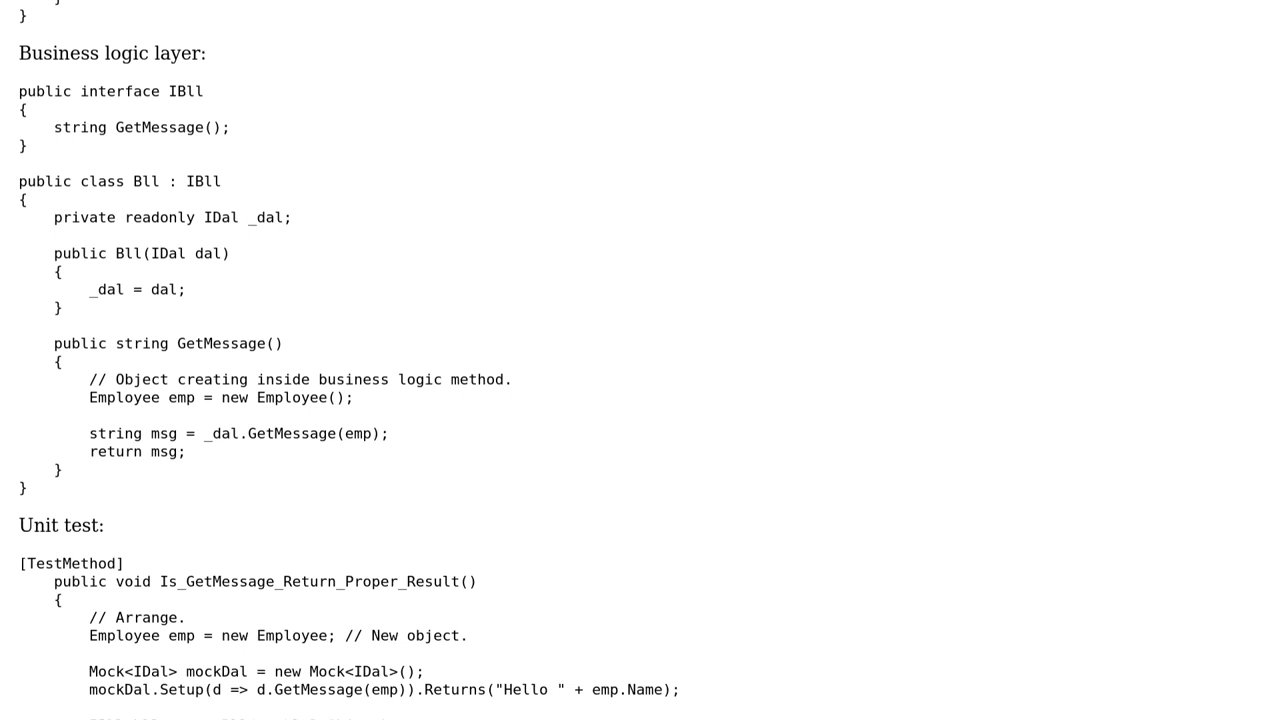 }
Business logic layer:
public interface IBll
{
    string GetMessage();
}
public class Bll : IBll
{
    private readonly IDal _dal;
    public Bll(IDal dal)
    {
        _dal = dal;
    }
    public string GetMessage()
    {
        // Object creating inside business logic method.
        Employee emp = new Employee();
        string msg = _dal.GetMessage(emp);
        return msg;
    }
}
Unit test:
[TestMethod]
    public void Is_GetMessage_Return_Proper_Result()
    {
        // Arrange.
        Employee emp = new Employee; // New object.
        Mock<IDal> mockDal = new Mock<IDal>();
        mockDal.Setup(d => d.GetMessage(emp)).Returns("Hello " + emp.Name);